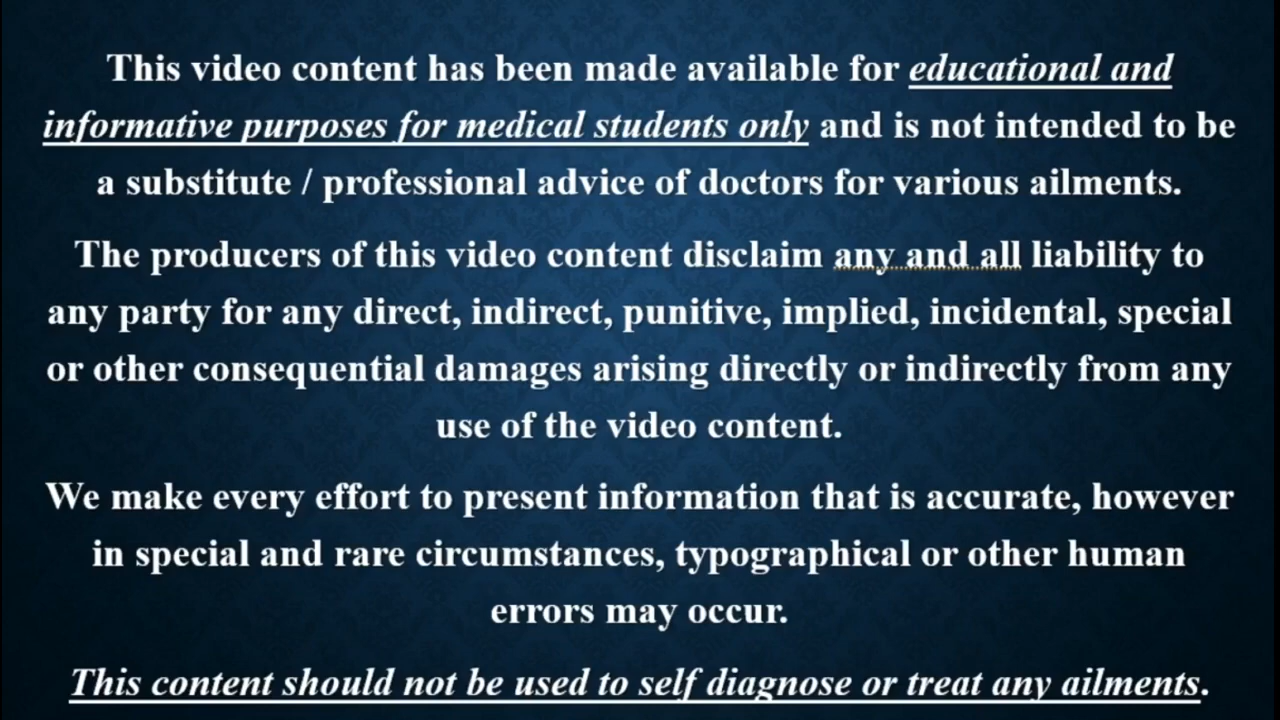 This video content has been made available for educational and
informative purposes for medical students only and is not intended to be
a substitute / professional advice of doctors for various ailments.
The producers of this video content disclaim any and all liability to
any party for any direct, indirect, punitive, implied, incidental, special
or other consequential damages arising directly or indirectly from any
use of the video content.
We make every effort to present information that is accurate, however
in special and rare circumstances, typographical or other human
errors may occur.
This content should not be used to self diagnose or treat any ailments.